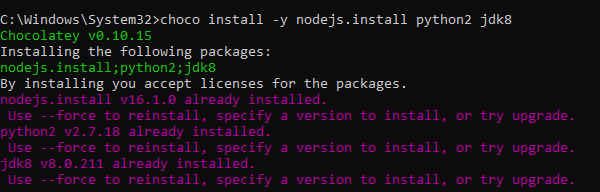 C:\Windows\System32>choco install -y nodejs.install python2 jdk8
Chocolatey v0.10.15
Installing the following packages:
nodejs.install;python2;jdk8
By installing you accept licenses for the packages.
nodejs.install v16.1.0 already installed.
 Use --force to reinstall, specify a version to install, or try upgrade.
python2 v2.7.18 already installed.
 Use --force to reinstall, specify a version to install, or try upgrade.
jdk8 v8.0.211 already installed.
 Use --force to reinstall, specify a version to install, or try upgrade.